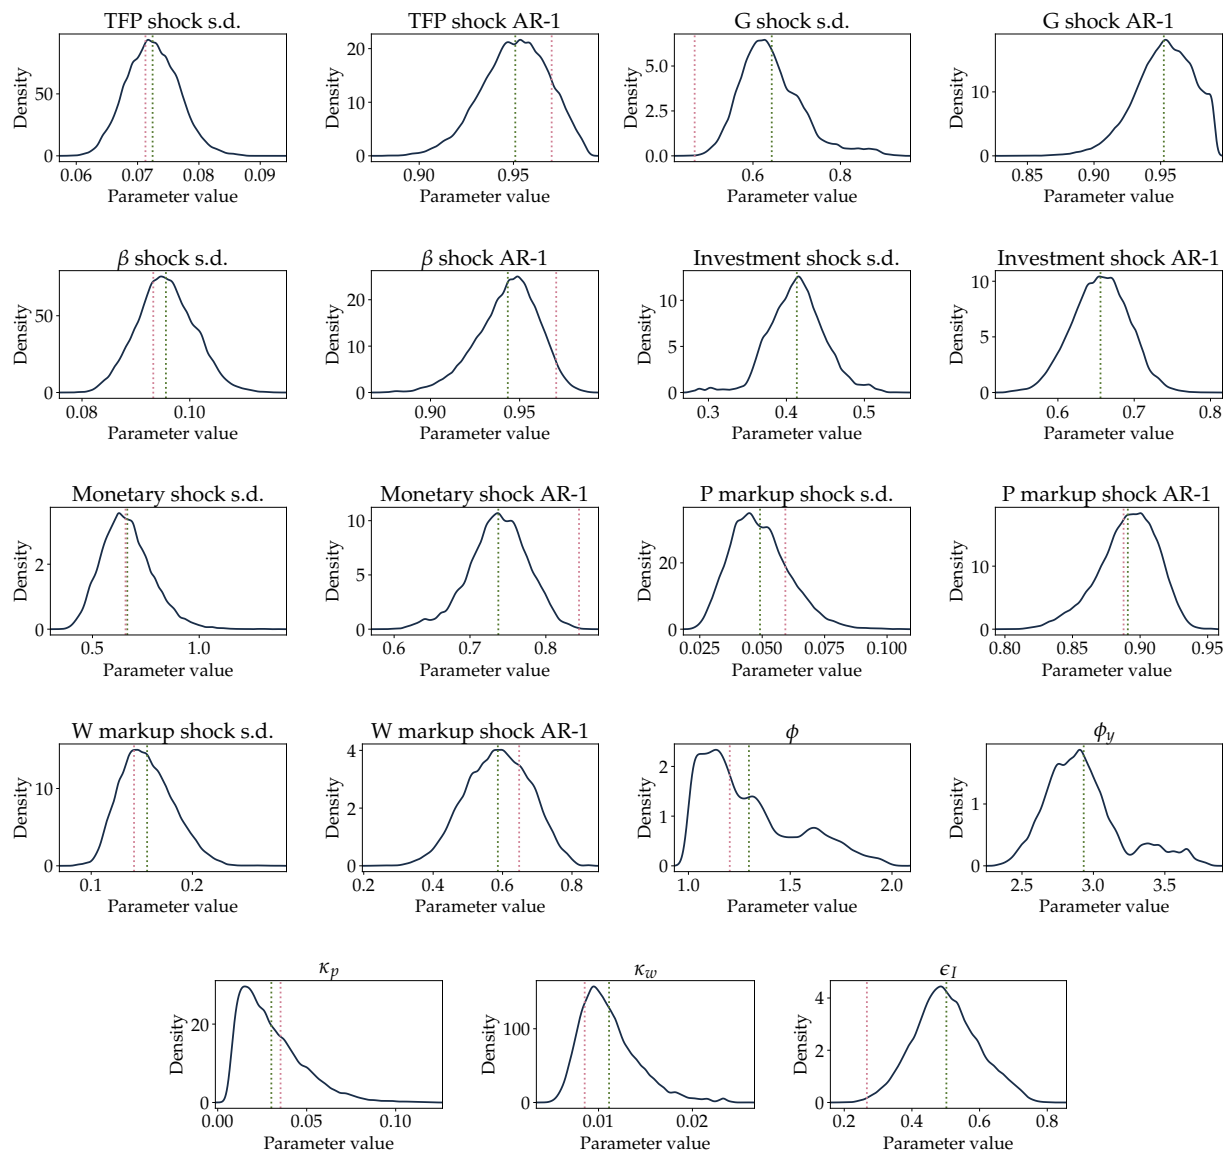 TFP shock s.d. TFP shock AR-1 G shock s.d. G shock AR-1
Density 50 0 Density 20 10 0 Density 5.0 2.5 0.0 Density 10 0
0.06 0.07 0.08 0.09 0.90 0.95 0.6 0.8 0.85 0.90 0.95
Parameter value Parameter value Parameter value Parameter value
β shock s.d. β shock AR-1 Investment shock s.d. Investment shock AR-1
Density 50 0 Density 20 10 0 Density 10 5 0 Density 10 5 0
0.08 0.10 0.90 0.95 0.3 0.4 0.5 0.6 0.7 0.8
Parameter value Parameter value Parameter value Parameter value
Monetary shock s.d. Monetary shock AR-1 P markup shock s.d. P markup shock AR-1
Density 2 0 Density 10 5 0 Density 20 0 Density 10 0
0.5 1.0 0.6 0.7 0.8 0.025 0.050 0.075 0.100 0.80 0.85 0.90 0.95
Parameter value Parameter value Parameter value Parameter value
W markup shock s.d. W markup shock AR-1 ϕ ϕy
Density 10 0 Density 4 2 0 Density 2 1 0 Density 1 0
0.1 0.2 0.2 0.4 0.6 0.8 1.0 1.5 2.0 2.5 3.0 3.5
Parameter value Parameter value Parameter value Parameter value
κp κw ϵI
Density 20 0 Density 100 0 Density 4 2 0
0.00 0.05 0.10 0.01 0.02 0.2 0.4 0.6 0.8
Parameter value Parameter value Parameter value